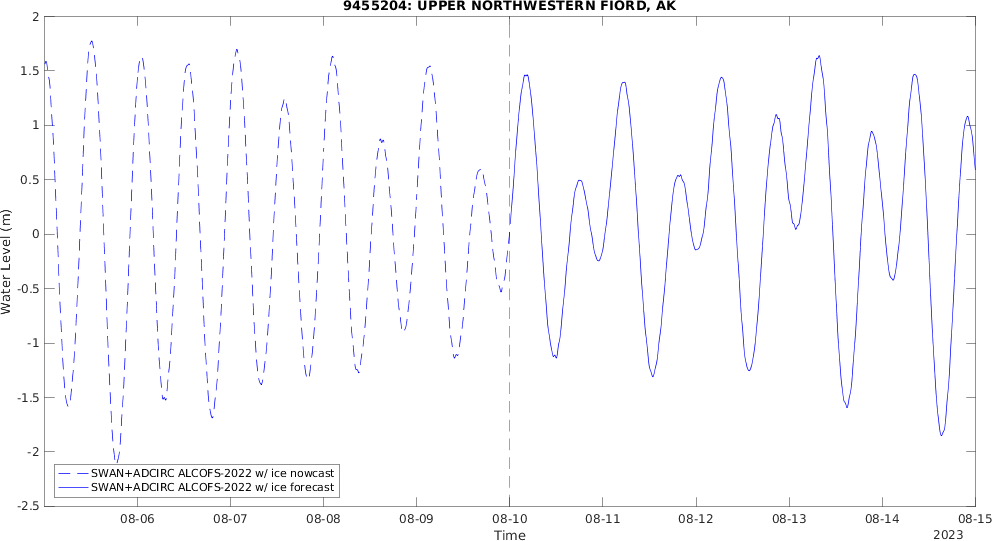 9455204: UPPER NORTHWESTERN FIORD, AK
2
1.5
1
0.5
0
-0.5
-1
-1.5
-2
-2.5
Water Level (m)
SWAN+ADCIRC ALCOFS-2022 w/ ice nowcast
SWAN+ADCIRC ALCOFS-2022 w/ ice forecast
08-06 08-07 08-08 08-09 08-10 08-11 08-12 08-13 08-14 08-15
Time
2023